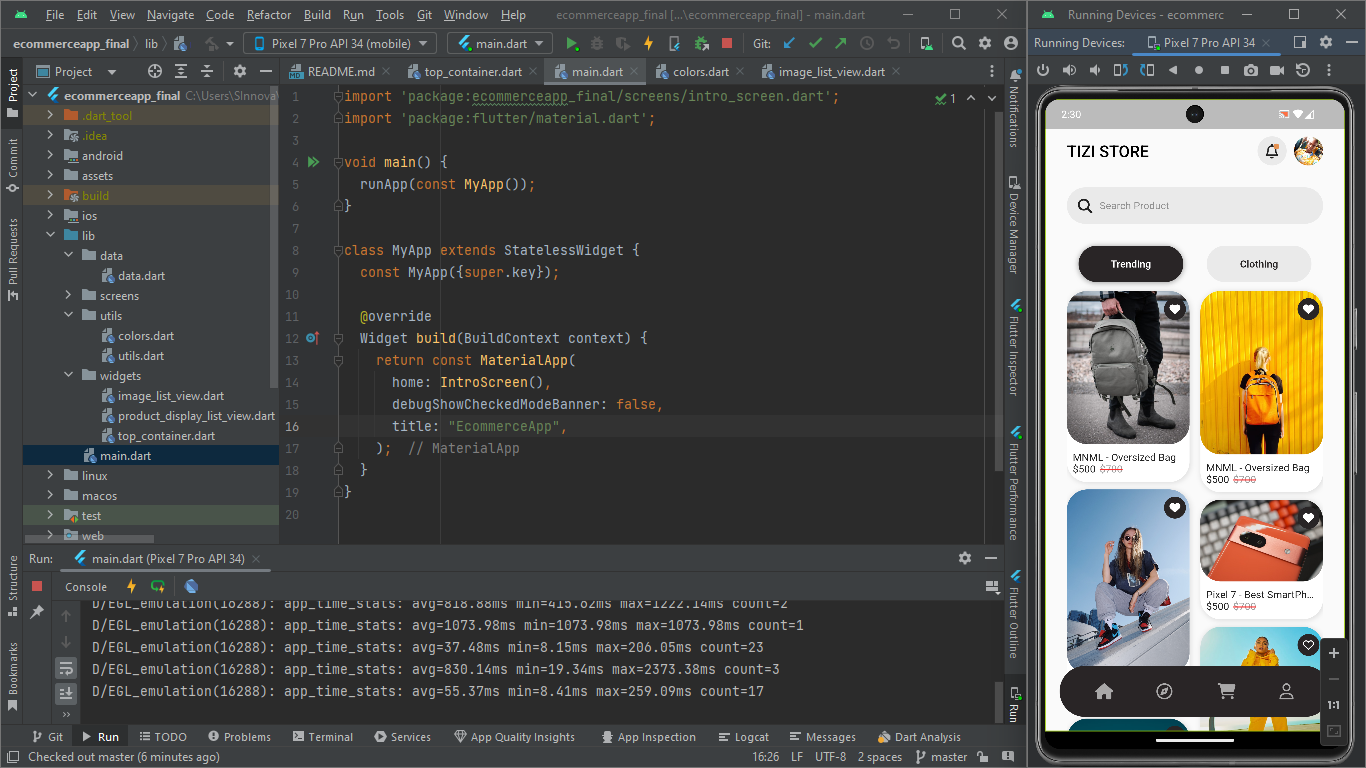 File Edit View Navigate Code Refactor Build Run Tools Git Window Help ecommerceapp_final [...\ecommerceapp_final] - main.dart
ecommerceapp_final lib Pixel 7 Pro API 34 (mobile) main.dart Git:
Project
README.md top_container.dart main.dart colors.dart image_list_view.dart
ecommerceapp_final C:\Users\SInnova
.dart_tool
.idea
android
assets
build
ios
lib
data
data.dart
screens
utils
colors.dart
utils.dart
widgets
image_list_view.dart
product_display_list_view.dart
top_container.dart
main.dart
linux
macos
test
web
1 import 'package:ecommerceapp_final/screens/intro_screen.dart';
2 import 'package:flutter/material.dart';
3
4 void main() {
5 runApp(const MyApp());
6 }
7
8 class MyApp extends StatelessWidget {
9 const MyApp({super.key});
10
11 @override
12 Widget build(BuildContext context) {
13 return const MaterialApp(
14 home: IntroScreen(),
15 debugShowCheckedModeBanner: false,
16 title: "EcommerceApp",
17 ); // MaterialApp
18 }
19 }
20
1
Project
Commit
Pull Requests
Structure
Bookmarks
Notifications
Device Manager
Flutter Inspector
Flutter Performance
Flutter Outline
Run
Run: main.dart (Pixel 7 Pro API 34)
Console
D/EGL_emulation(16288): app_time_stats: avg=818.88ms min=415.62ms max=1222.14ms count=2
D/EGL_emulation(16288): app_time_stats: avg=1073.98ms min=1073.98ms max=1073.98ms count=1
D/EGL_emulation(16288): app_time_stats: avg=37.48ms min=8.15ms max=206.05ms count=23
D/EGL_emulation(16288): app_time_stats: avg=830.14ms min=19.34ms max=2373.38ms count=3
D/EGL_emulation(16288): app_time_stats: avg=55.37ms min=8.41ms max=259.09ms count=17
Git Run TODO Problems Terminal Services App Quality Insights App Inspection Logcat Messages Dart Analysis
Checked out master (6 minutes ago) 16:26 LF UTF-8 2 spaces master
Running Devices - ecommerc
Running Devices: Pixel 7 Pro API 34
2:30
TIZI STORE
Search Product
Trending Clothing
MNML - Oversized Bag
$500 $700
MNML - Oversized Bag
$500 $700
Pixel 7 - Best SmartPh...
$500 $700
1:1